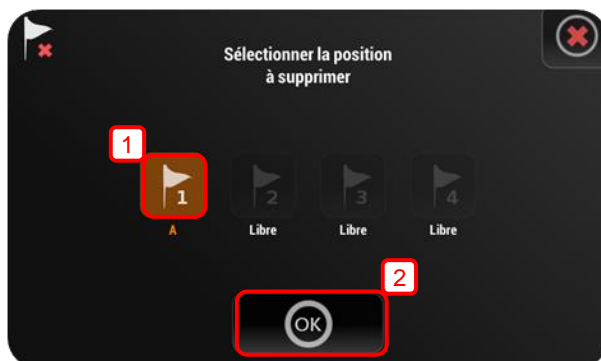 Sélectionner la position
à supprimer
1
1
2
3
4
A
Libre
Libre
Libre
2
OK